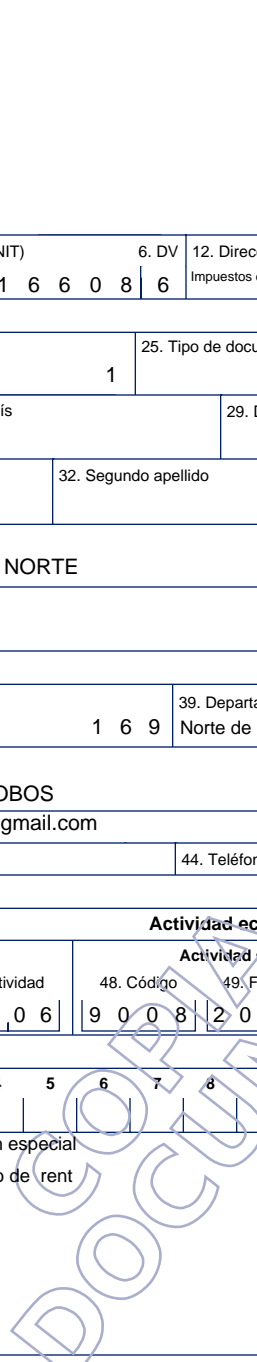 NIT) 6. DV 12. Direc
1 6 6 0 8 6 Impuestos
1 25. Tipo de docu
ís 29. D
32. Segundo apellido
NORTE
39. Departa
1 6 9 Norte de
OBOS
gmail.com
44. Teléfon
Actividad ec
Actividad
tividad 48. Código 49. F
0 6 9 0 0 8 2 0
5 6 7 8
n especial
o de rent
COPIA
DOCUM